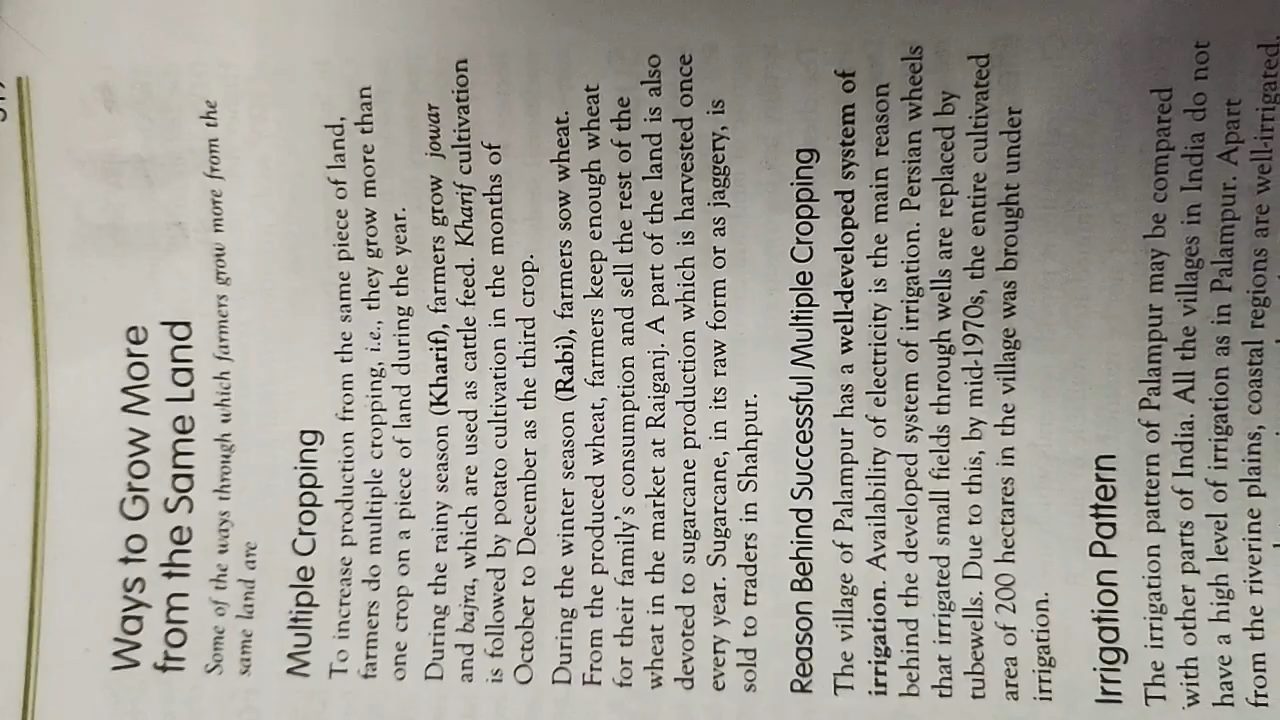 Ways to Grow More
from the Same Land
Some of the ways through which farmers grow more from the
same land are
Multiple Cropping
To increase production from the same piece of land,
farmers do multiple cropping, i.e., they grow more than
one crop on a piece of land during the year.
During the rainy season (Kharif), farmers grow jowar
and bajra, which are used as cattle feed. Kharif cultivation
is followed by potato cultivation in the months of
October to December as the third crop.
During the winter season (Rabi), farmers sow wheat.
From the produced wheat, farmers keep enough wheat
for their family's consumption and sell the rest of the
wheat in the market at Raiganj. A part of the land is also
devoted to sugarcane production which is harvested once
every year. Sugarcane, in its raw form or as jaggery, is
sold to traders in Shahpur.
Reason Behind Successful Multiple Cropping
The village of Palampur has a well-developed system of
irrigation. Availability of electricity is the main reason
behind the developed system of irrigation. Persian wheels
that irrigated small fields through wells are replaced by
tubewells. Due to this, by mid-1970s, the entire cultivated
area of 200 hectares in the village was brought under
irrigation.
Irrigation Pattern
The irrigation pattern of Palampur may be compared
with other parts of India. All the villages in India do not
have a high level of irrigation as in Palampur. Apart
from the riverine plains, coastal regions are well-irrigated.